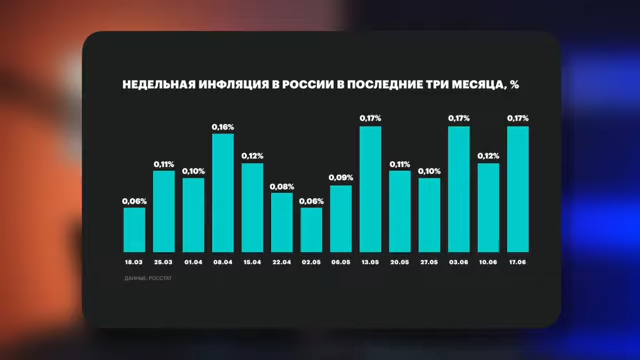 НЕДЕЛЬНАЯ ИНФЛЯЦИЯ В РОССИИ В ПОСЛЕДНИЕ ТРИ МЕСЯЦА, %
0,06% 0,11% 0,10% 0,16% 0,12% 0,08% 0,06% 0,09% 0,17% 0,11% 0,10% 0,17% 0,12% 0,17%
18.03 25.03 01.04 08.04 15.04 22.04 02.05 06.05 13.05 20.05 27.05 03.06 10.06 17.06
ДАННЫЕ: РОССТАТ